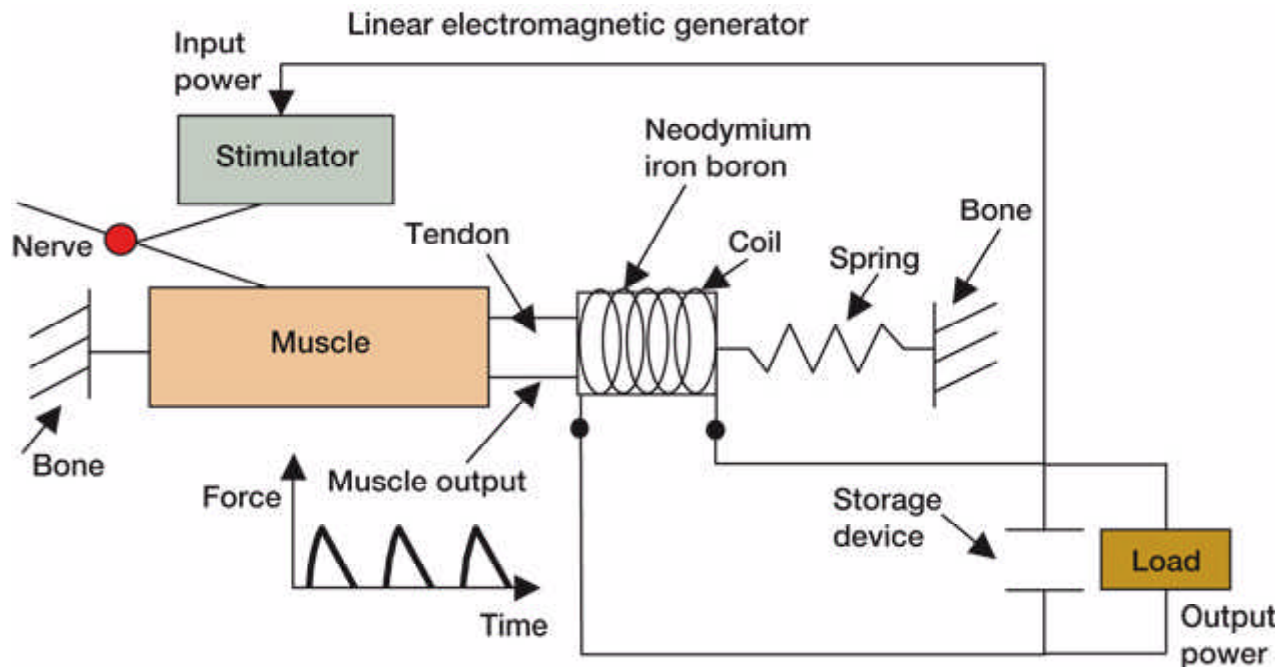 Linear electromagnetic generator
Input
power
Stimulator
Neodymium
iron boron
Bone
Nerve
Tendon
Coil
Spring
Muscle
Bone
Muscle output
Force
Time
Storage
device
Load
Output
power